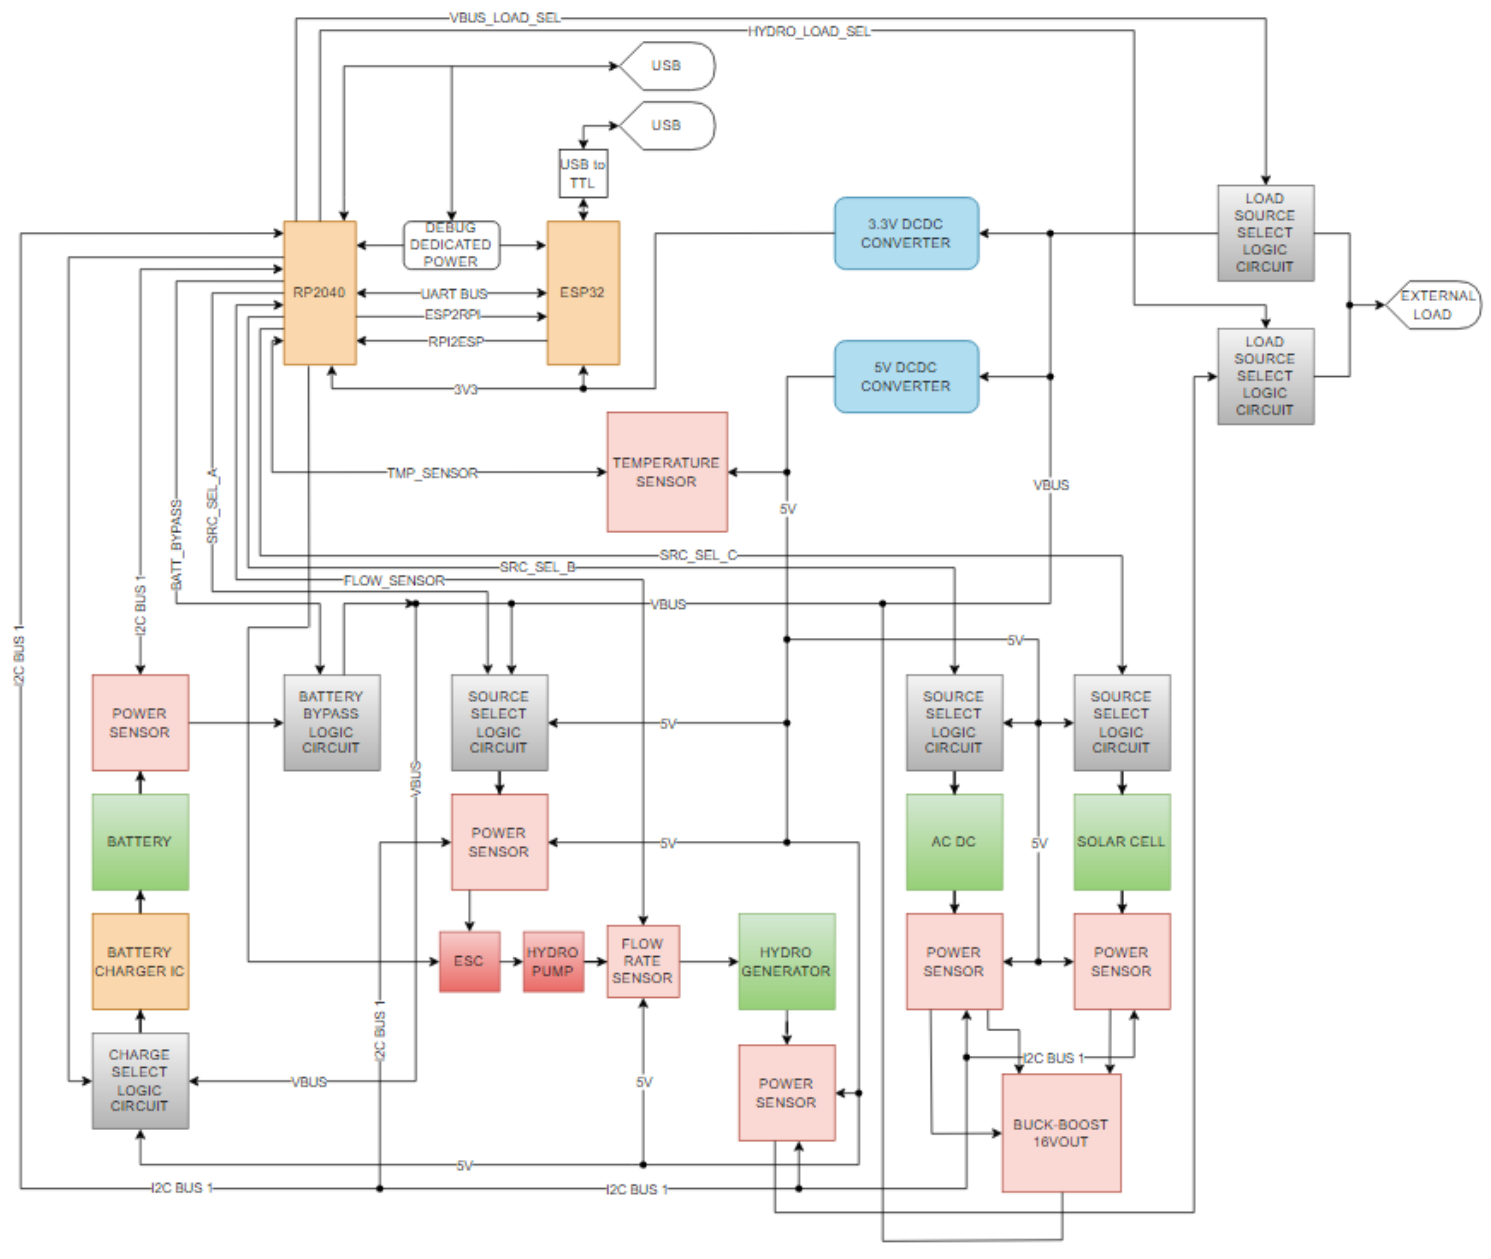 VBUS_LOAD_SEL
HYDRO_LOAD_SEL
USB
USB
USB to
TTL
LOAD
SOURCE
SELECT
LOGIC
CIRCUIT
3.3V DCDC
CONVERTER
DEBUG
DEDICATED
POWER
RP2040
ESP32
UART BUS
ESP2RPI
RPI2ESP
3V3
EXTERNAL
LOAD
LOAD
SOURCE
SELECT
LOGIC
CIRCUIT
5V DCDC
CONVERTER
TEMPERATURE
SENSOR
TMP_SENSOR
VBUS
5V
SRC_SEL_A
BATT_BYPASS
I2C BUS 1
I2C BUS 1
SRC_SEL_C
SRC_SEL_B
FLOW_SENSOR
VBUS
5V
POWER
SENSOR
BATTERY
BYPASS
LOGIC
CIRCUIT
SOURCE
SELECT
LOGIC
CIRCUIT
5V
SOURCE
SELECT
LOGIC
CIRCUIT
SOURCE
SELECT
LOGIC
CIRCUIT
VBUS
BATTERY
POWER
SENSOR
5V
AC DC
5V
SOLAR CELL
BATTERY
CHARGER IC
ESC
HYDRO
PUMP
FLOW
RATE
SENSOR
HYDRO
GENERATOR
POWER
SENSOR
POWER
SENSOR
I2C BUS 1
CHARGE
SELECT
LOGIC
CIRCUIT
VBUS
5V
POWER
SENSOR
I2C BUS 1
BUCK-BOOST
16VOUT
5V
I2C BUS 1
I2C BUS 1